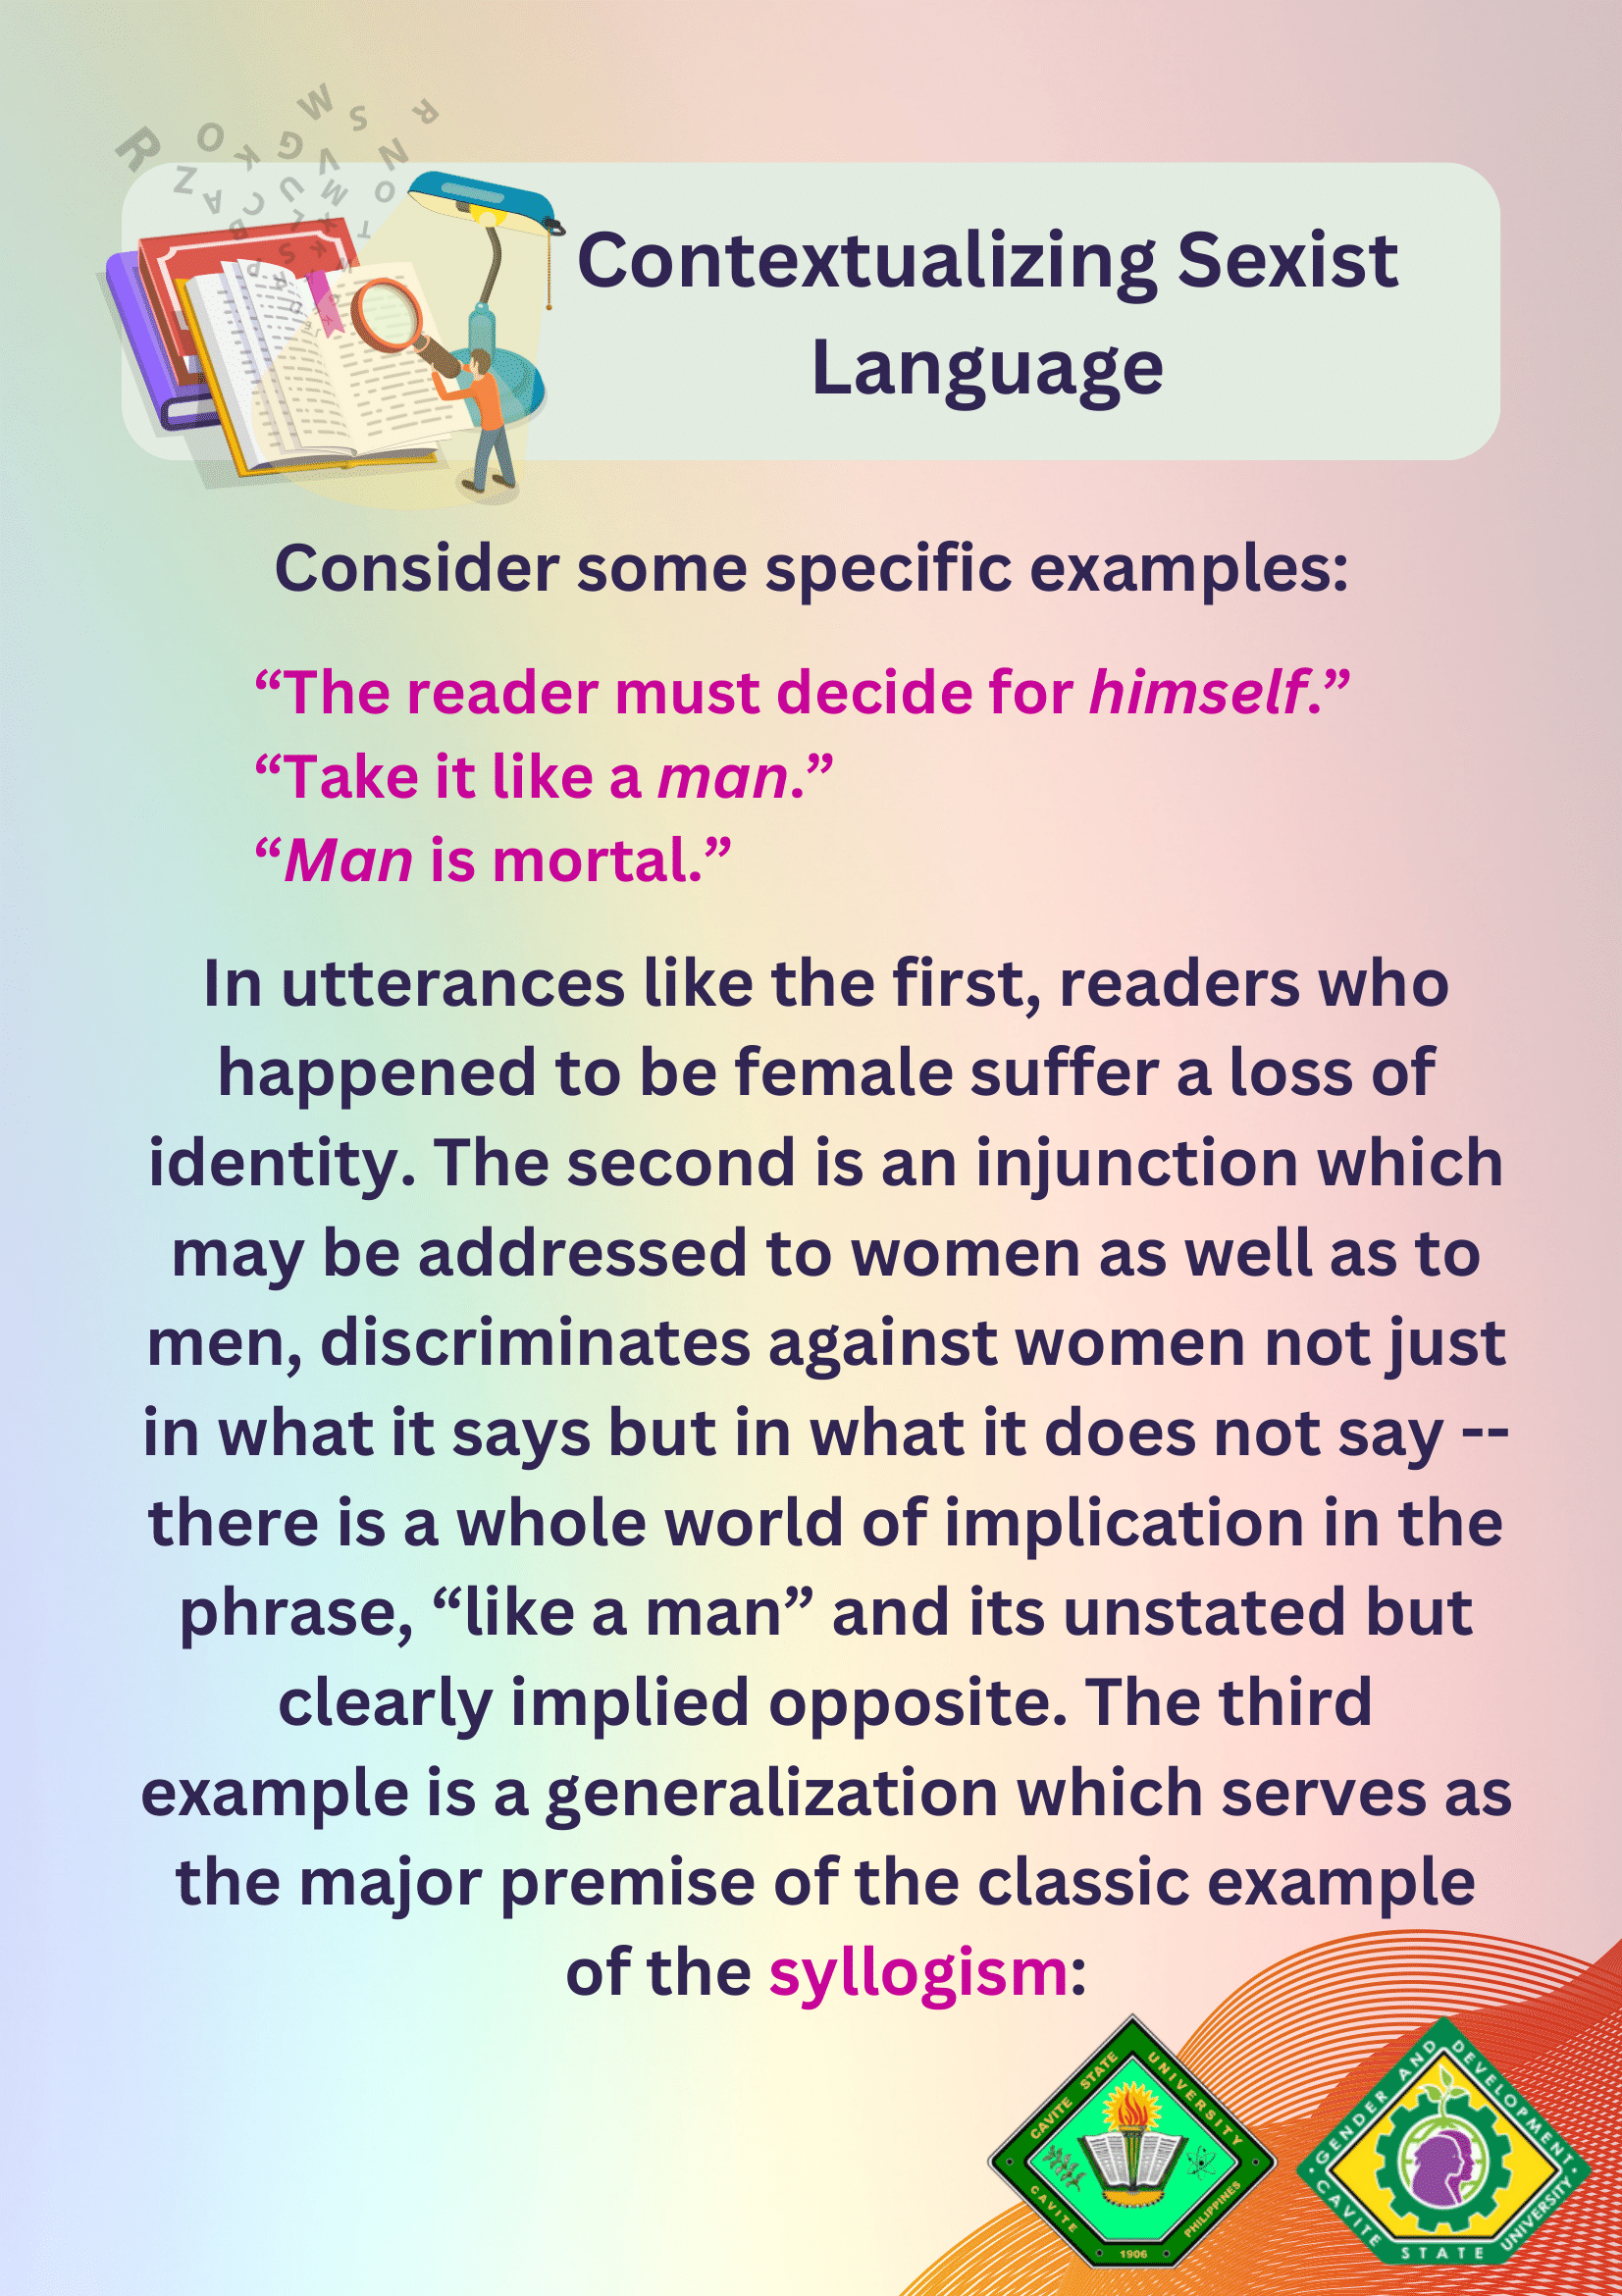 Contextualizing Sexist
Language
Consider some specific examples:
“The reader must decide for himself.”
“Take it like a man.”
“Man is mortal.”
In utterances like the first, readers who
happened to be female suffer a loss of
identity. The second is an injunction which
may be addressed to women as well as to
men, discriminates against women not just
in what it says but in what it does not say --
there is a whole world of implication in the
phrase, “like a man” and its unstated but
clearly implied opposite. The third
example is a generalization which serves as
the major premise of the classic example
of the syllogism:
CAVITE STATE UNIVERSITY
CAVITE
PHILIPPINES
1906
GENDER AND DEVELOPMENT
CAVITE STATE UNIVERSITY